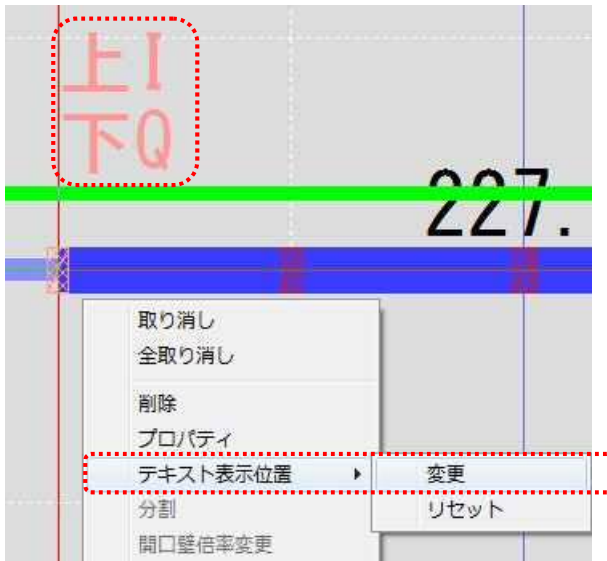 上I
下Q
227.
取り消し
全取り消し
削除
プロパティ
テキスト表示位置
変更
分割
リセット
開口壁倍率変更